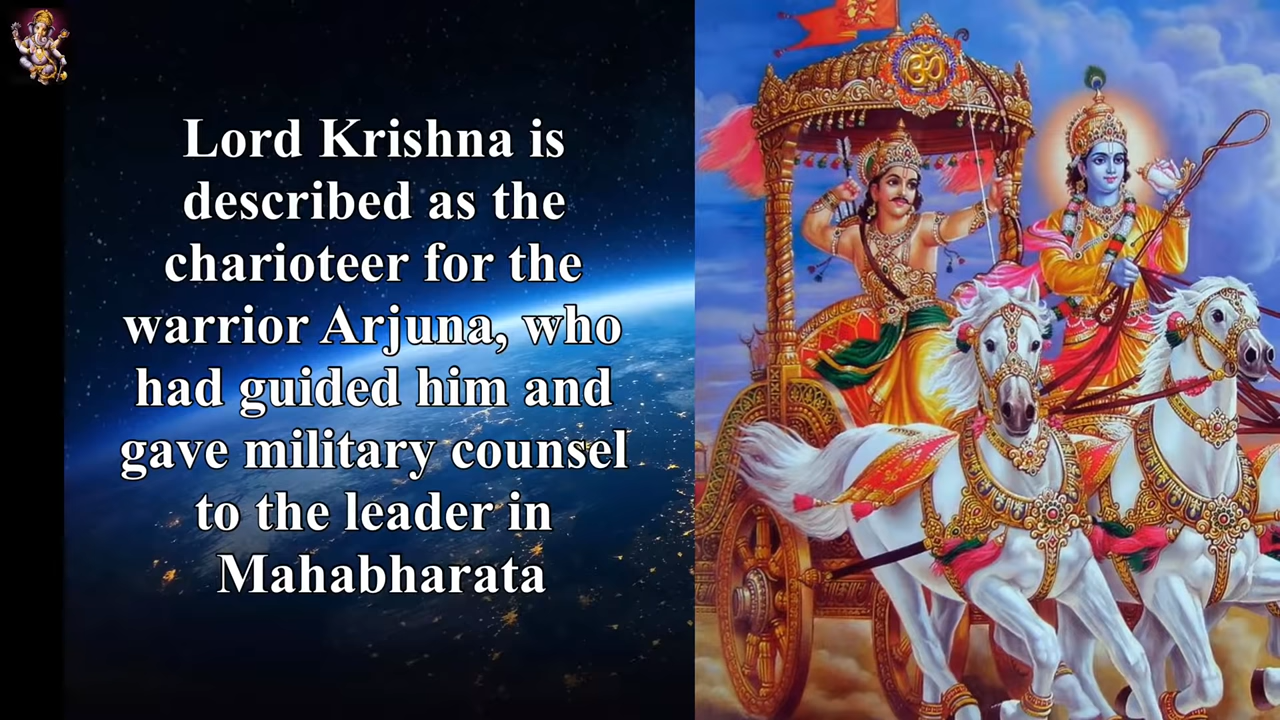 Lord Krishna is
described as the
charioteer for the
warrior Arjuna, who
had guided him and
gave military counsel
to the leader in
Mahabharata
ॐ